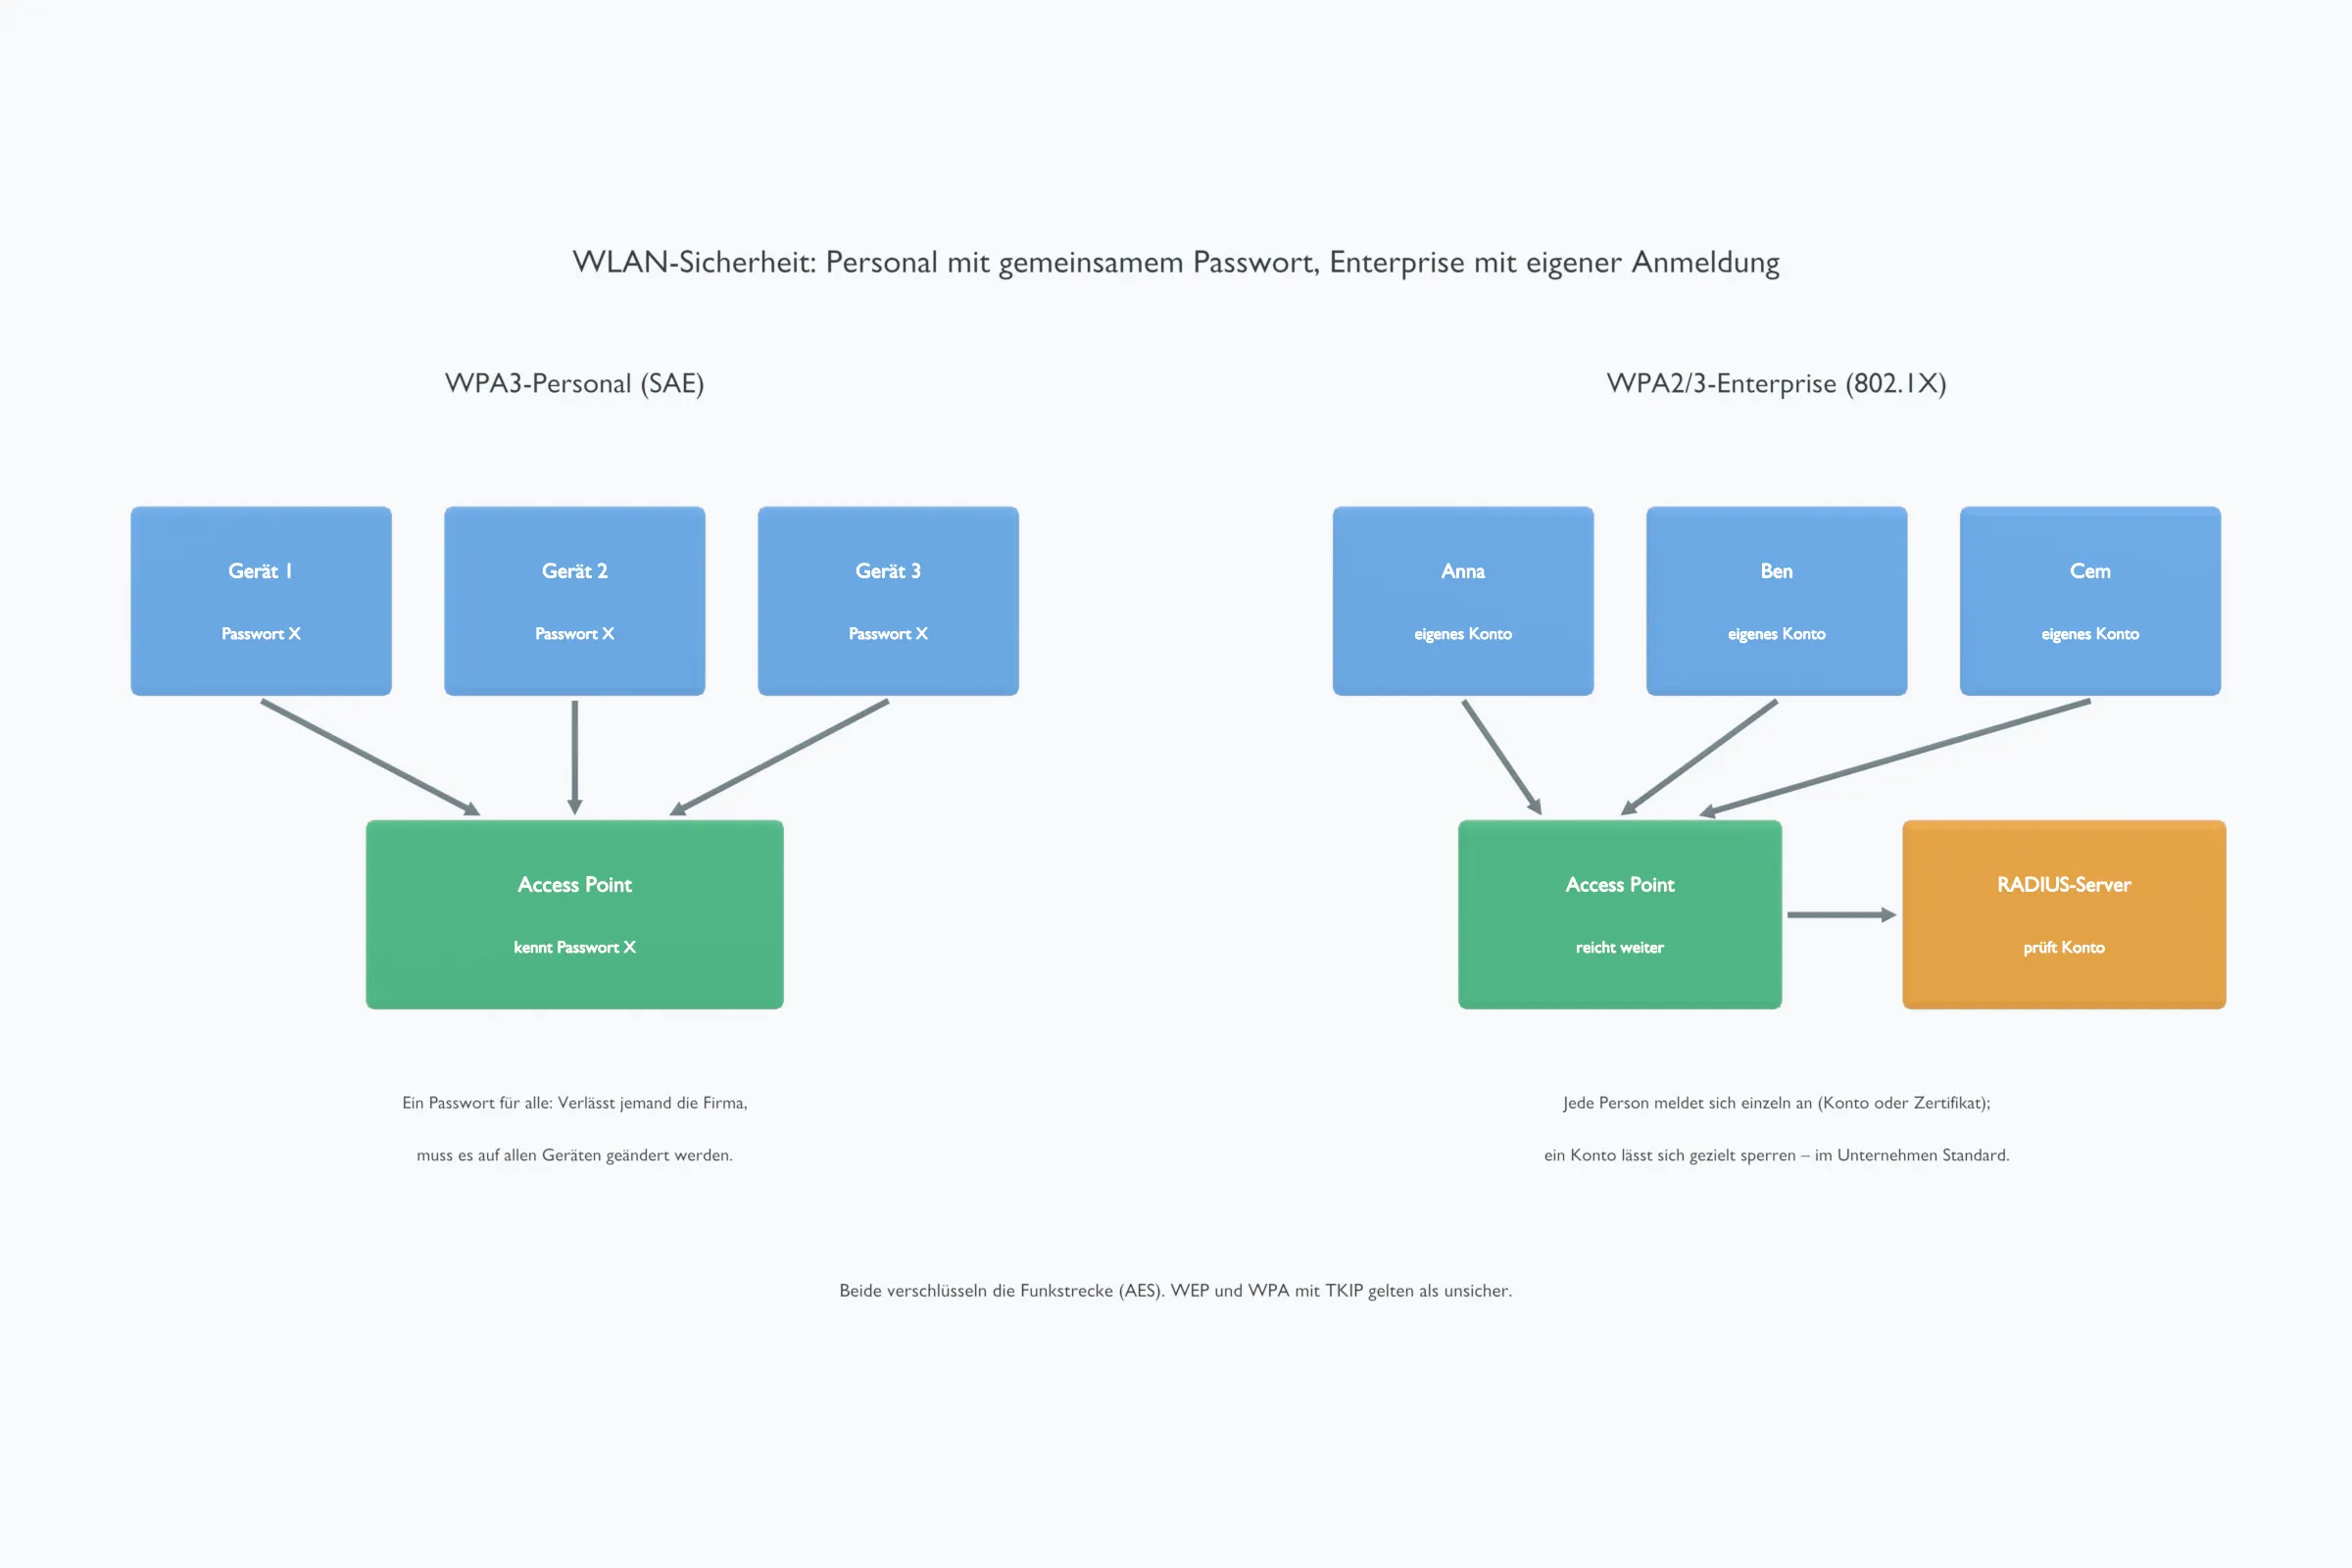 WLAN-Sicherheit: Personal mit gemeinsamem Passwort, Enterprise mit eigener Anmeldung
WPA3-Personal (SAE)
Gerät 1
Passwort X
Gerät 2
Passwort X
Gerät 3
Passwort X
Access Point
kennt Passwort X
Ein Passwort für alle: Verlässt jemand die Firma,
muss es auf allen Geräten geändert werden.
WPA2/3-Enterprise (802.1X)
Anna
eigenes Konto
Ben
eigenes Konto
Cem
eigenes Konto
Access Point
reicht weiter
RADIUS-Server
prüft Konto
Jede Person meldet sich einzeln an (Konto oder Zertifikat);
ein Konto lässt sich gezielt sperren – im Unternehmen Standard.
Beide verschlüsseln die Funkstrecke (AES). WEP und WPA mit TKIP gelten als unsicher.